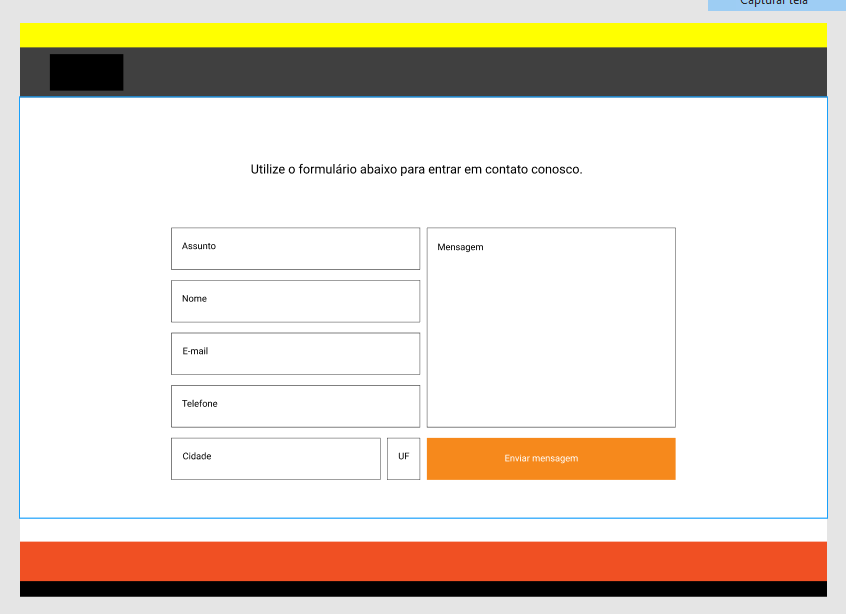 Capturar tela
Utilize o formulário abaixo para entrar em contato conosco.
Assunto
Mensagem
Nome
E-mail
Telefone
Cidade
UF
Enviar mensagem